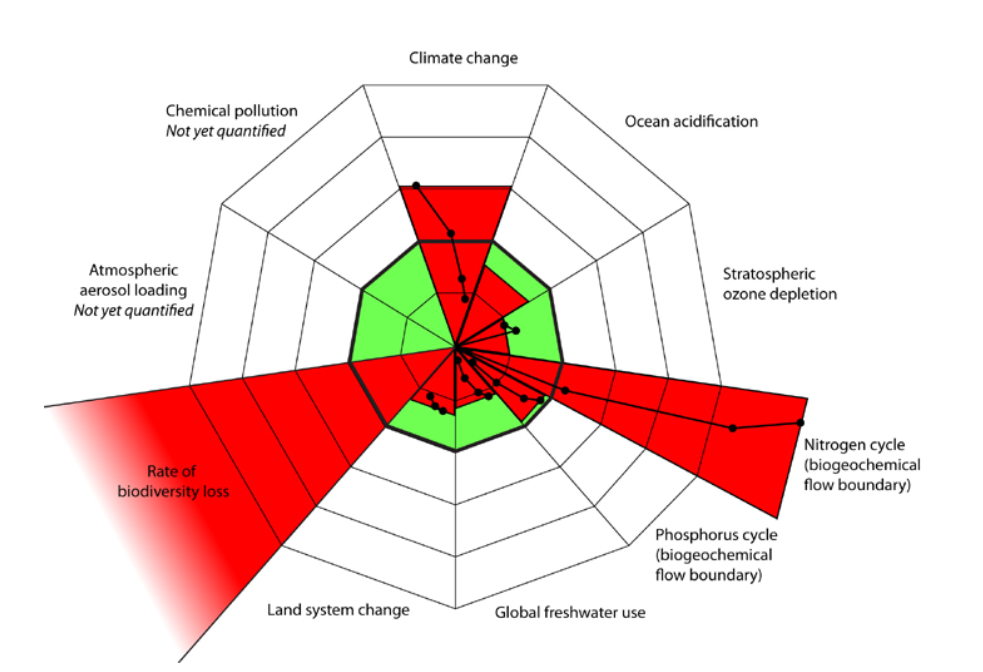 Climate change
Chemical pollution
Not yet quantified
Ocean acidification
Atmospheric
aerosol loading
Not yet quantified
Stratospheric
ozone depletion
Nitrogen cycle
(biogeochemical
flow boundary)
Rate of
biodiversity loss
Phosphorus cycle
(biogeochemical
flow boundary)
Land system change
Global freshwater use